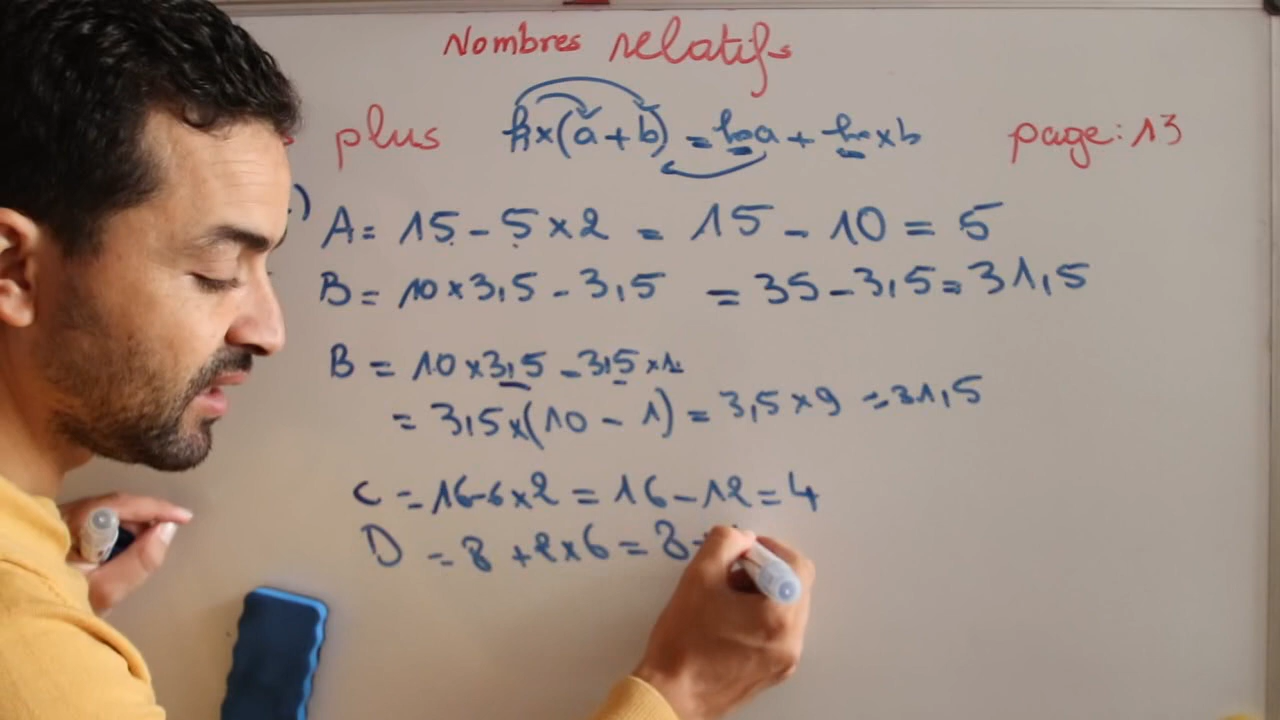 Nombres relatifs
plus k×(a+b) = k×a + k×b page: 13
A = 15 - 5 × 2 = 15 - 10 = 5
B = 10 × 3,5 - 3,5 = 35 - 3,5 = 31,5
B = 10 × 3,5 - 3,5 × 1
= 3,5 × (10 - 1) = 3,5 × 9 = 31,5
C = 16 - 6 × 2 = 16 - 12 = 4
D = 8 + 2 × 6 = 8 +